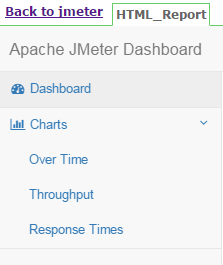 Back to jmeter HTML_Report
Apache JMeter Dashboard
Dashboard
Charts
Over Time
Throughput
Response Times